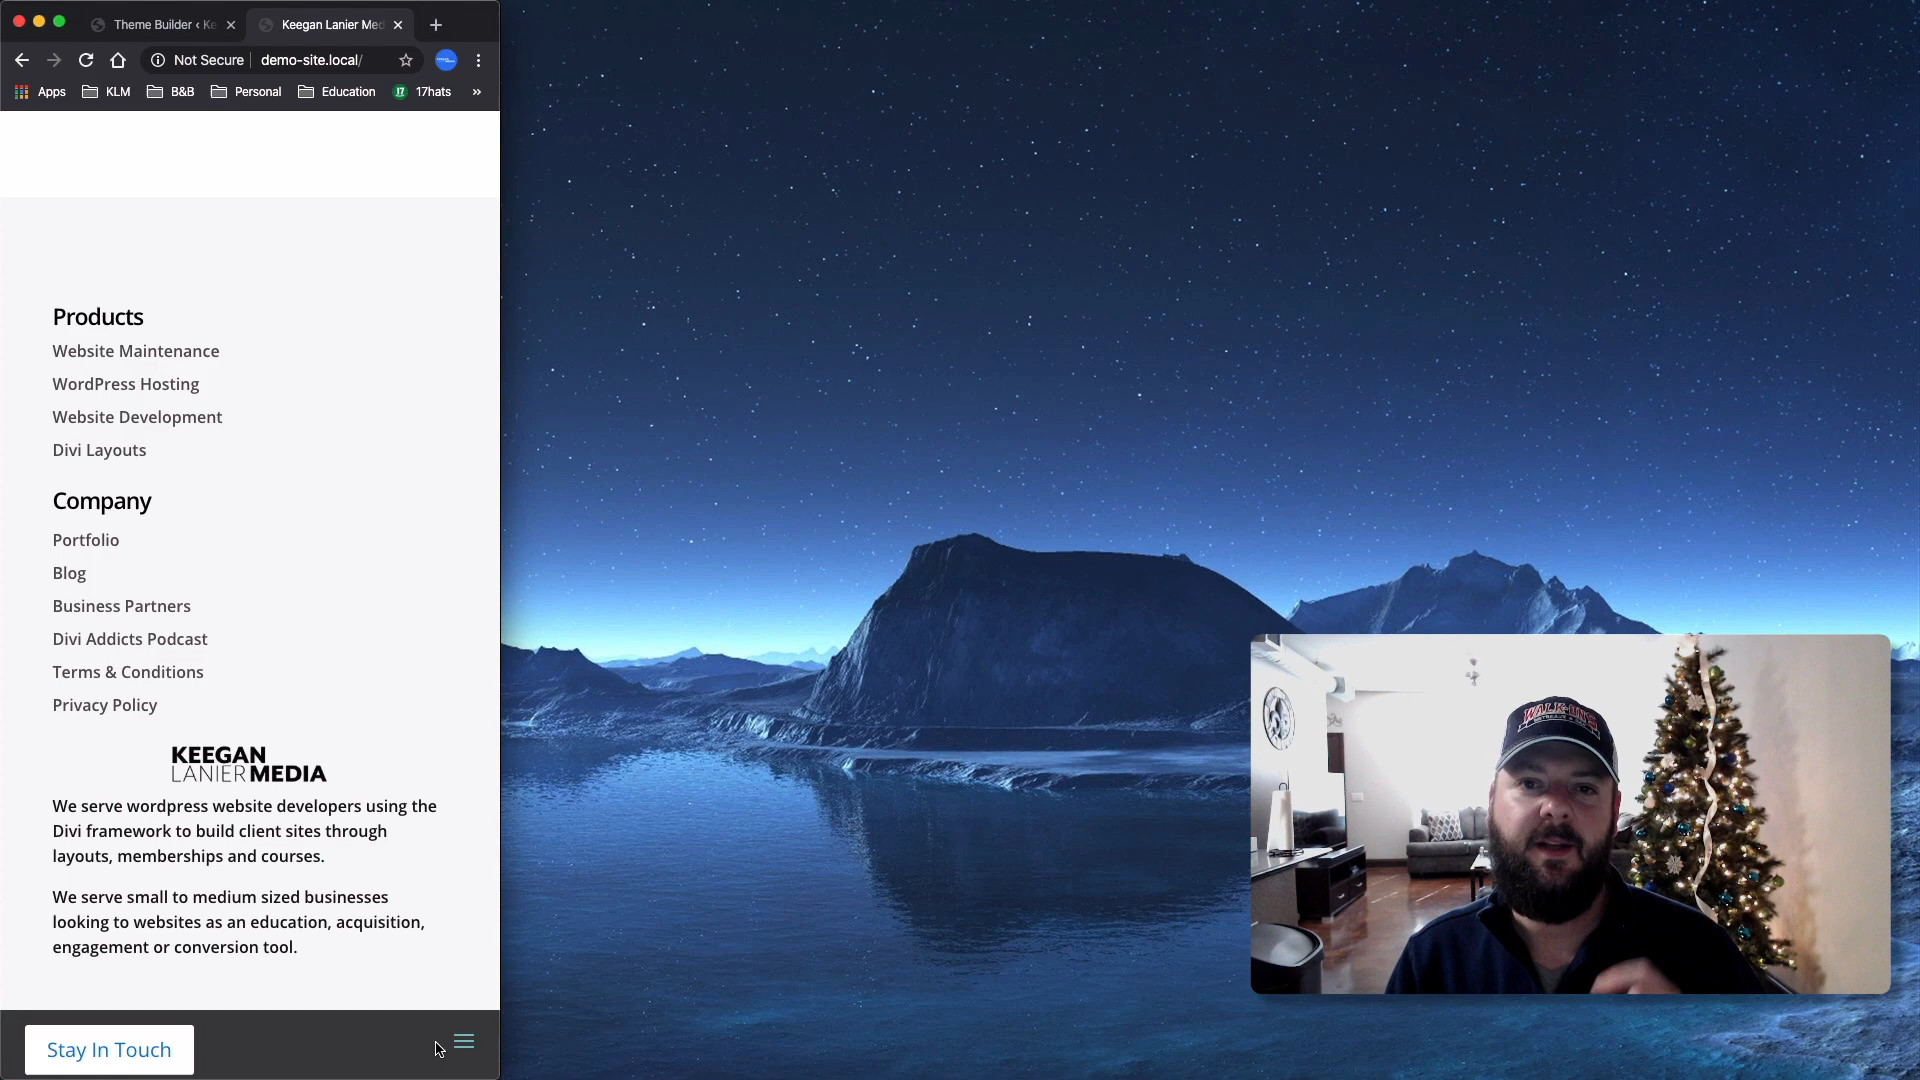 Theme Builder ‹ Ke
Keegan Lanier Med
Not Secure
demo-site.local/
Apps
KLM
B&B
Personal
Education
17
17hats
»
Products
Website Maintenance
WordPress Hosting
Website Development
Divi Layouts
Company
Portfolio
Blog
Business Partners
Divi Addicts Podcast
Terms & Conditions
Privacy Policy
KEEGAN
LANIER MEDIA
We serve wordpress website developers using the
Divi framework to build client sites through
layouts, memberships and courses.
We serve small to medium sized businesses
looking to websites as an education, acquisition,
engagement or conversion tool.
Stay In Touch
WALK-ON'S